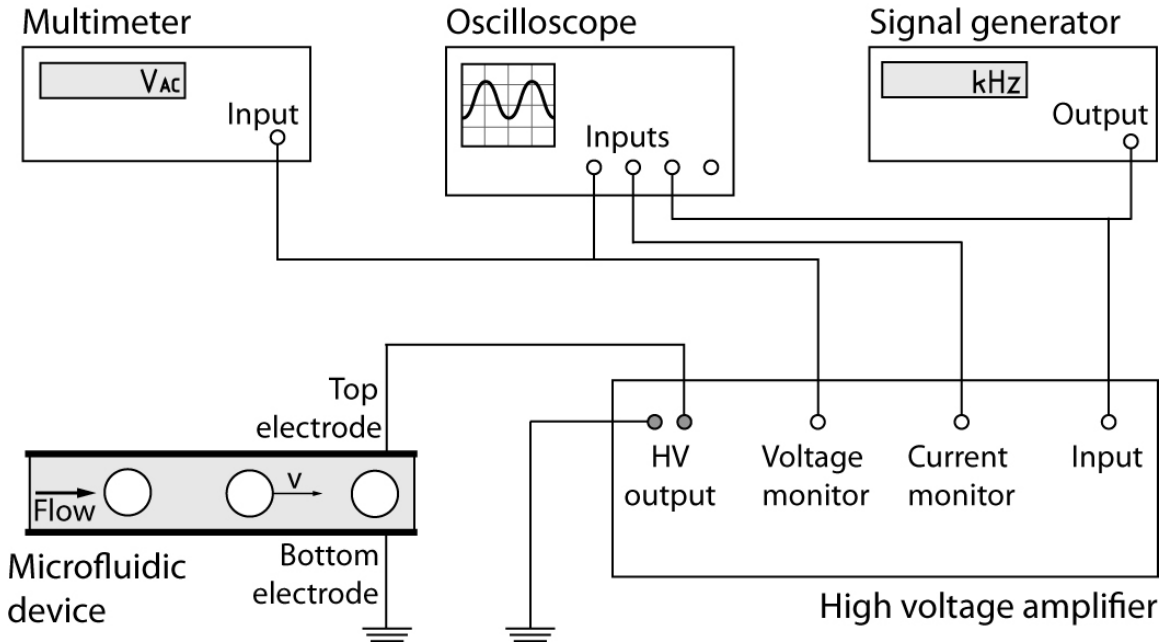 Multimeter
VAC
Input
Oscilloscope
Inputs
Signal generator
kHz
Output
Top
electrode
v
Flow
Bottom
electrode
Microfluidic
device
HV
output
Voltage
monitor
Current
monitor
Input
High voltage amplifier